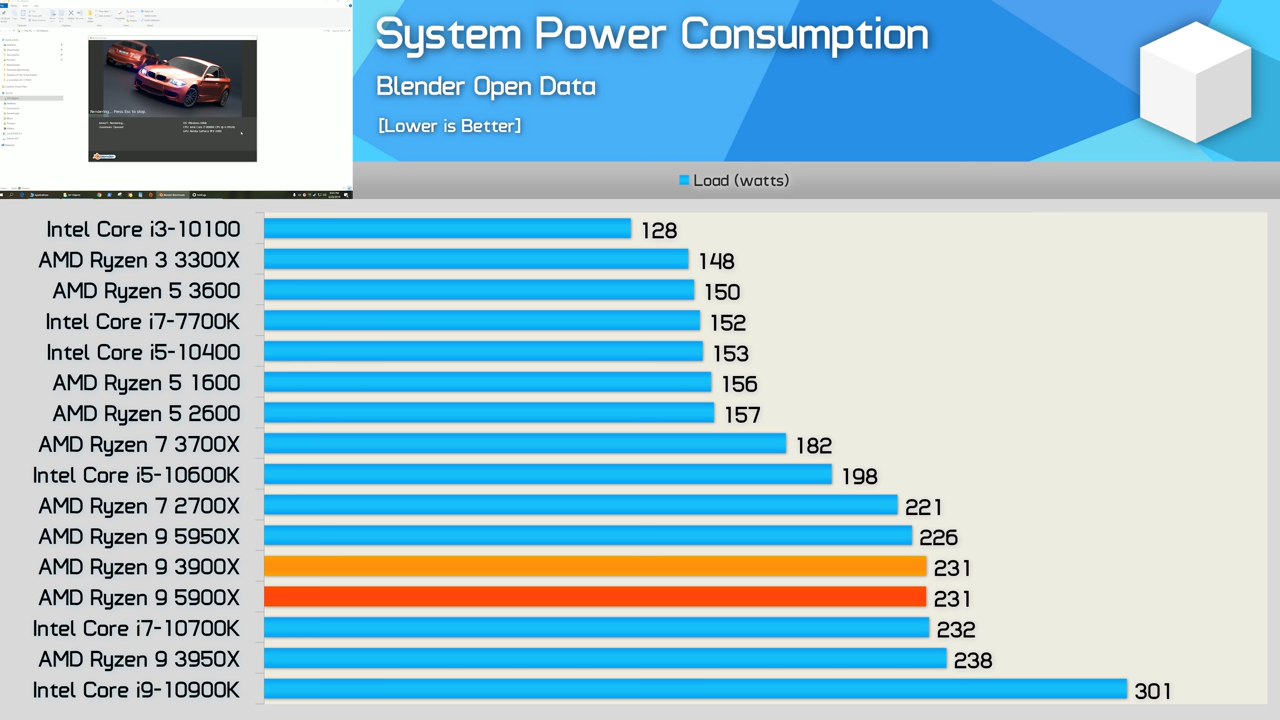 System Power Consumption
Blender Open Data
[Lower is Better]
Load (watts)
Intel Core i3-10100 128
AMD Ryzen 3 3300X 148
AMD Ryzen 5 3600 150
Intel Core i7-7700K 152
Intel Core i5-10400 153
AMD Ryzen 5 1600 156
AMD Ryzen 5 2600 157
AMD Ryzen 7 3700X 182
Intel Core i5-10600K 198
AMD Ryzen 7 2700X 221
AMD Ryzen 9 5950X 226
AMD Ryzen 9 3900X 231
AMD Ryzen 9 5900X 231
Intel Core i7-10700K 232
AMD Ryzen 9 3950X 238
Intel Core i9-10900K 301